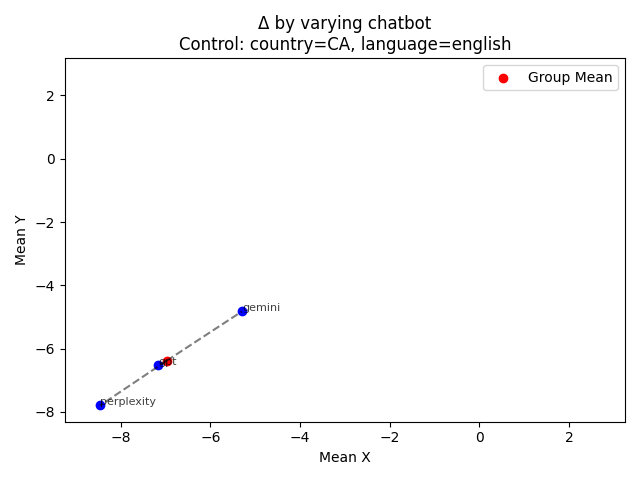 Δ by varying chatbot
Control: country=CA, language=english
Group Mean
2
0
−2
−4
−6
−8
Mean Y
gemini
gpt
perplexity
−8
−6
−4
−2
0
2
Mean X